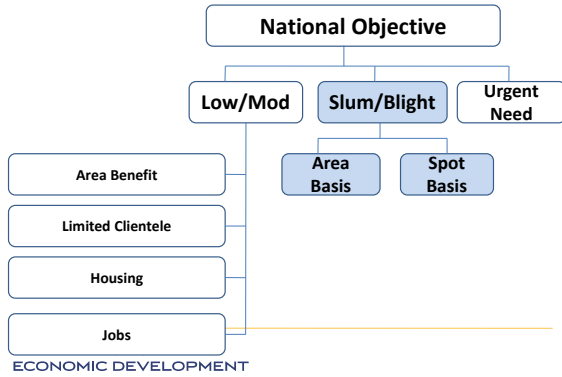 National Objective
Low/Mod
Slum/Blight
Urgent
Need
Area
Basis
Spot
Basis
Area Benefit
Limited Clientele
Housing
Jobs
ECONOMIC DEVELOPMENT